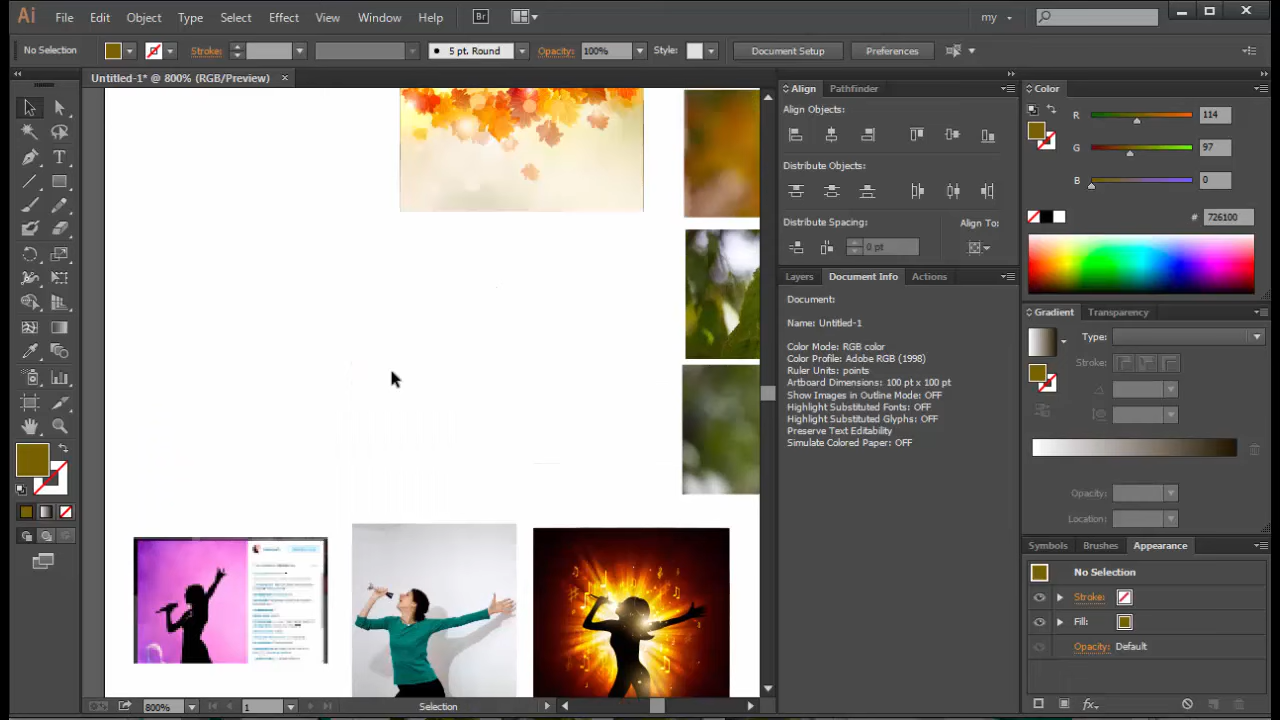 Ai File Edit Object Type Select Effect View Window Help Br my
No Selection Stroke: 5 pt. Round Opacity: 100% Style: Document Setup Preferences
Untitled-1* @ 800% (RGB/Preview)
Align Pathfinder
Align Objects:
Distribute Objects:
Distribute Spacing: Align To:
0 pt
Layers Document Info Actions
Document:
Name: Untitled-1
Color Mode: RGB color
Color Profile: Adobe RGB (1998)
Ruler Units: points
Artboard Dimensions: 100 pt x 100 pt
Show Images in Outline Mode: OFF
Highlight Substituted Fonts: OFF
Highlight Substituted Glyphs: OFF
Preserve Text Editability
Simulate Colored Paper: OFF
Color
R 114
G 97
B 0
# 726100
Gradient Transparency
Type:
Stroke:
Opacity:
Location:
Symbols Brushes Appearance
No Selection
Stroke:
Fill:
Opacity: Default
fx
800% 1 Selection